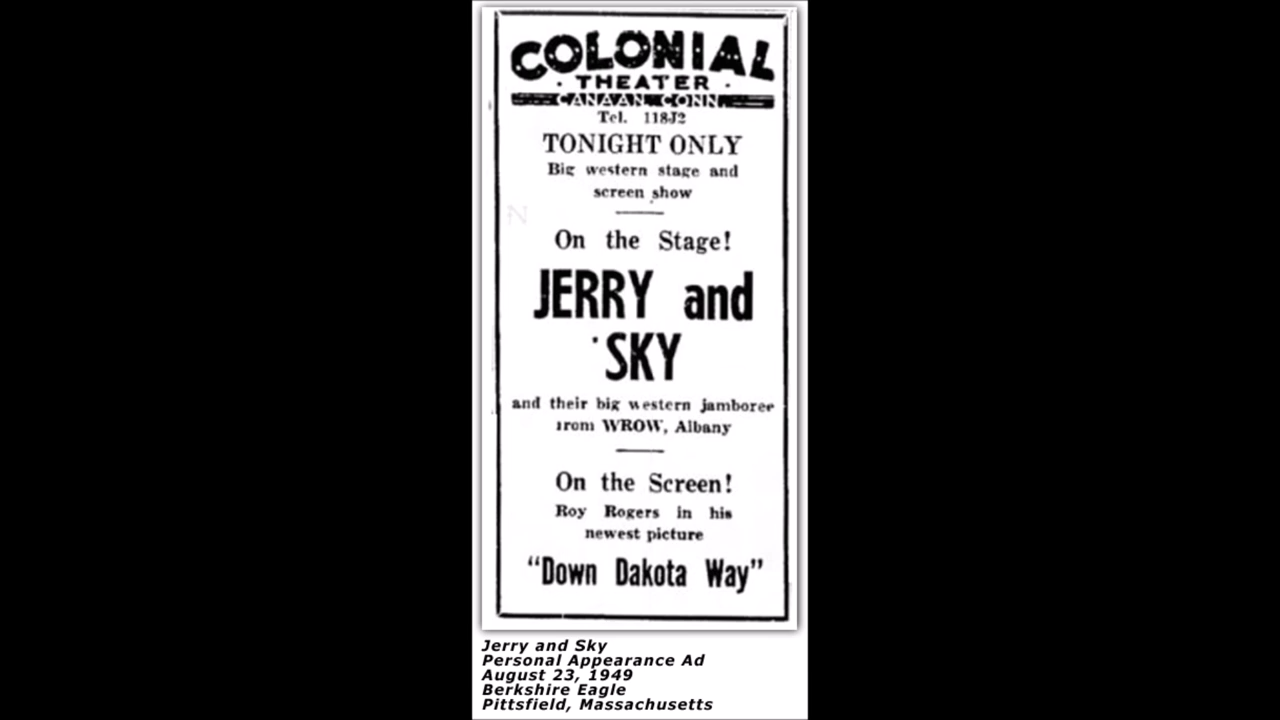 COLONIAL
· THEATER ·
CANAAN, CONN.
Tel. 118J2
TONIGHT ONLY
Big western stage and
screen show
N
On the Stage!
JERRY and
SKY
and their big western jamboree
from WROW, Albany
On the Screen!
Roy Rogers in his
newest picture
“Down Dakota Way”
Jerry and Sky
Personal Appearance Ad
August 23, 1949
Berkshire Eagle
Pittsfield, Massachusetts